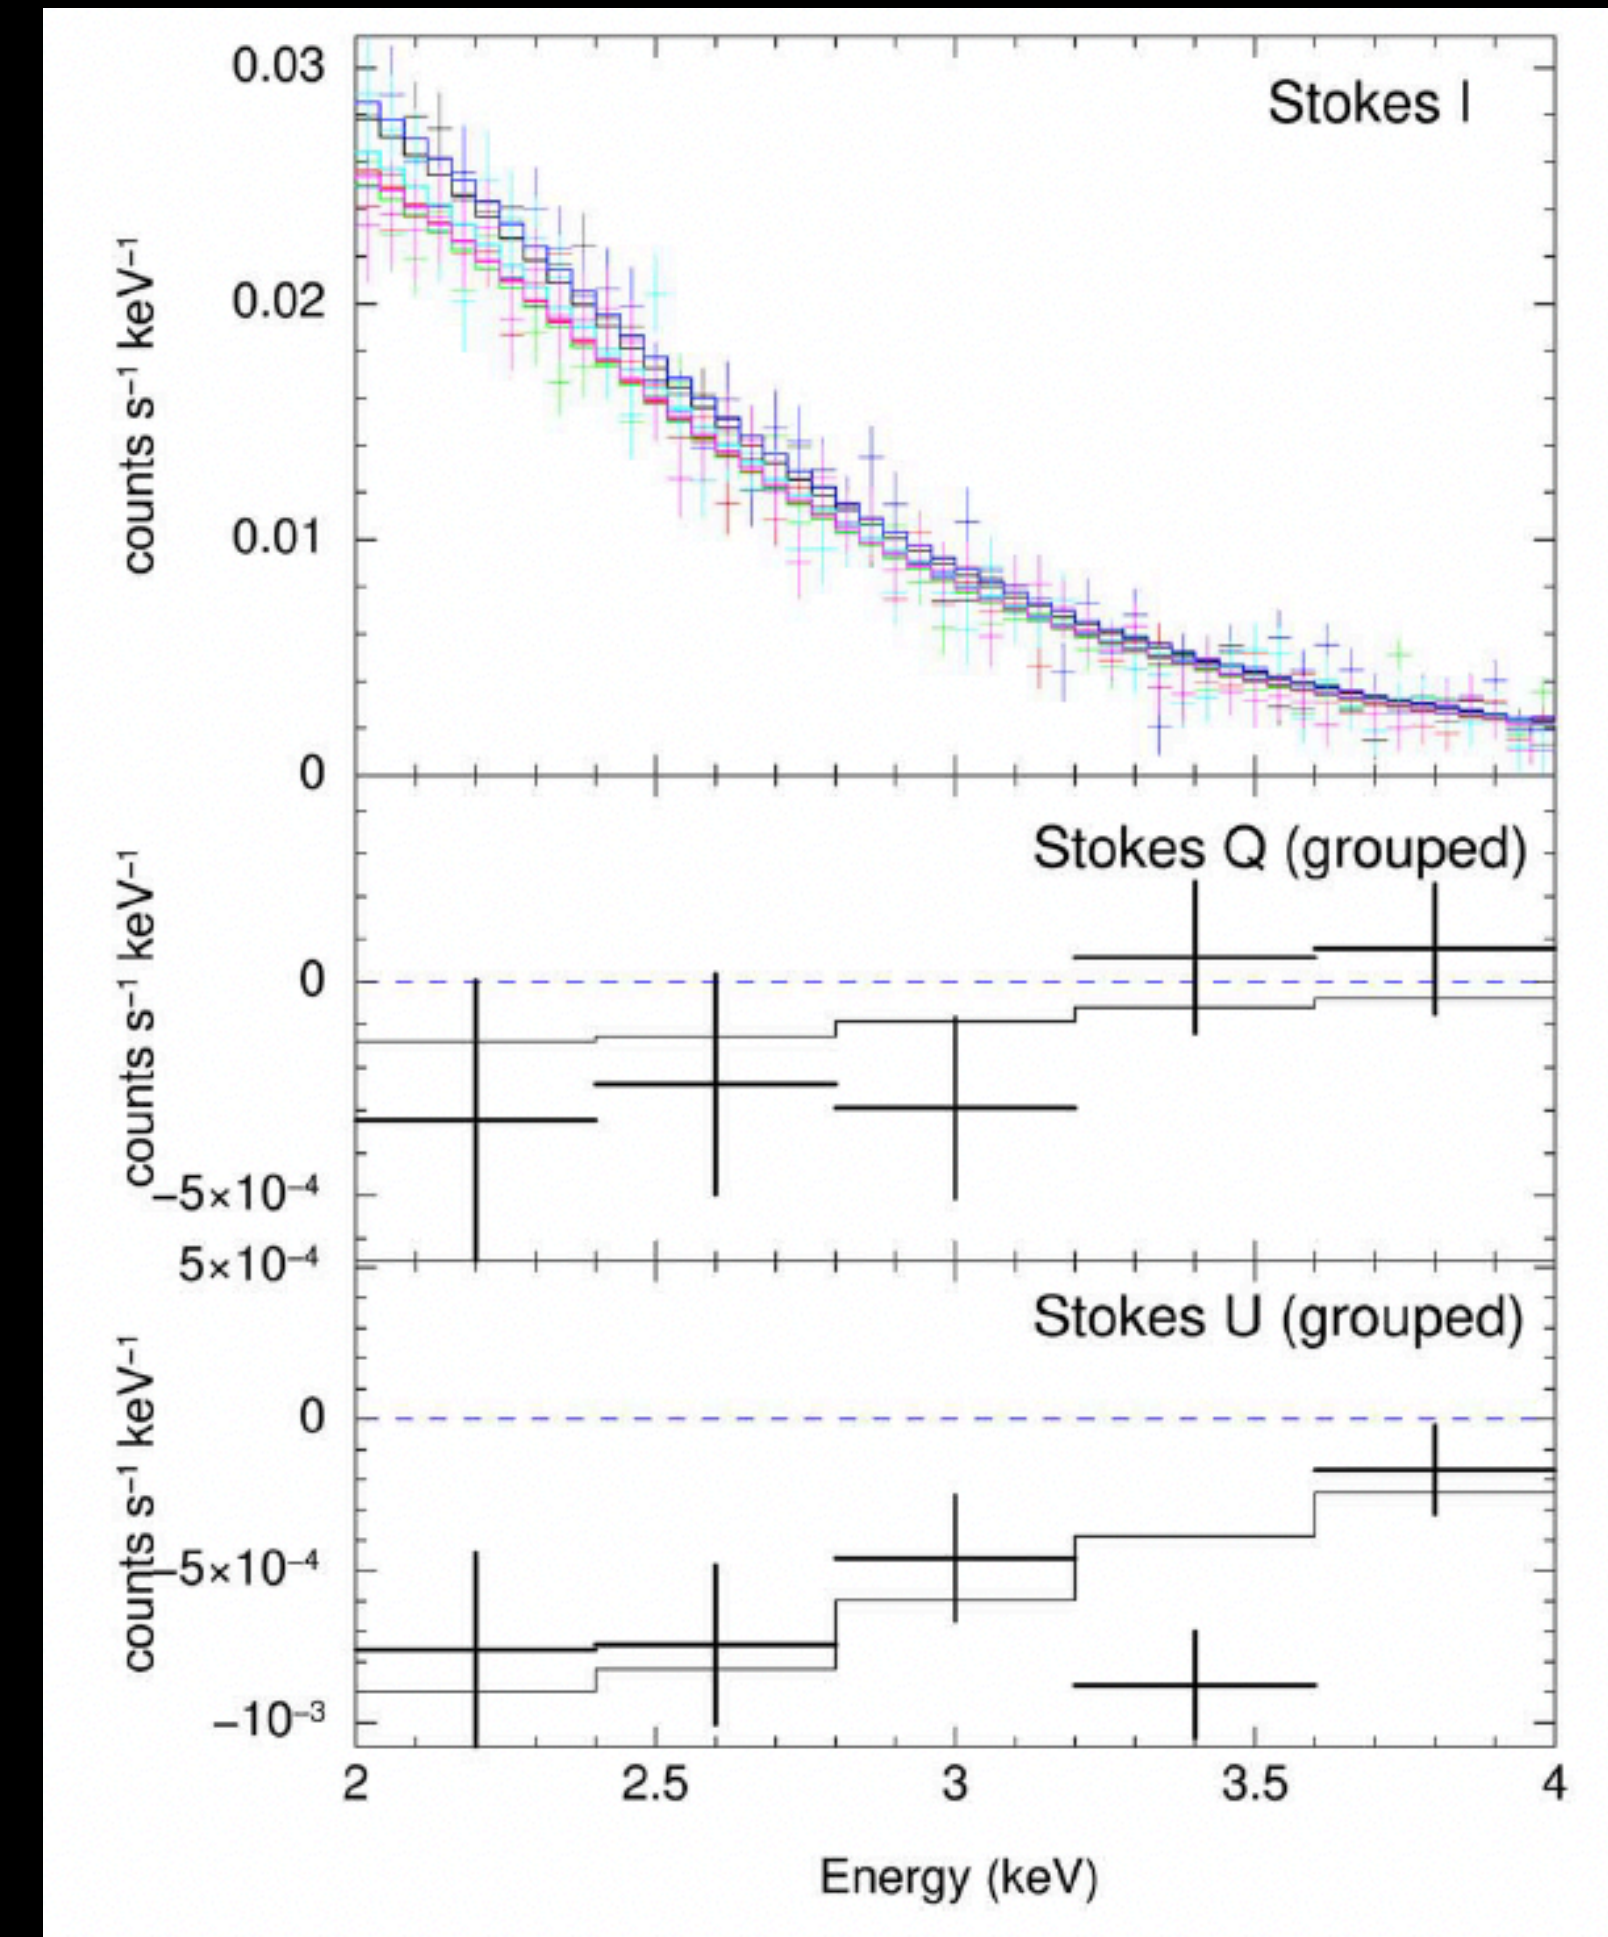 Stokes I
0.03
0.02
0.01
0
counts s⁻¹ keV⁻¹
Stokes Q (grouped)
0
−5×10⁻⁴
counts s⁻¹ keV⁻¹
5×10⁻⁴
Stokes U (grouped)
0
−5×10⁻⁴
−10⁻³
counts s⁻¹ keV⁻¹
2 2.5 3 3.5 4
Energy (keV)